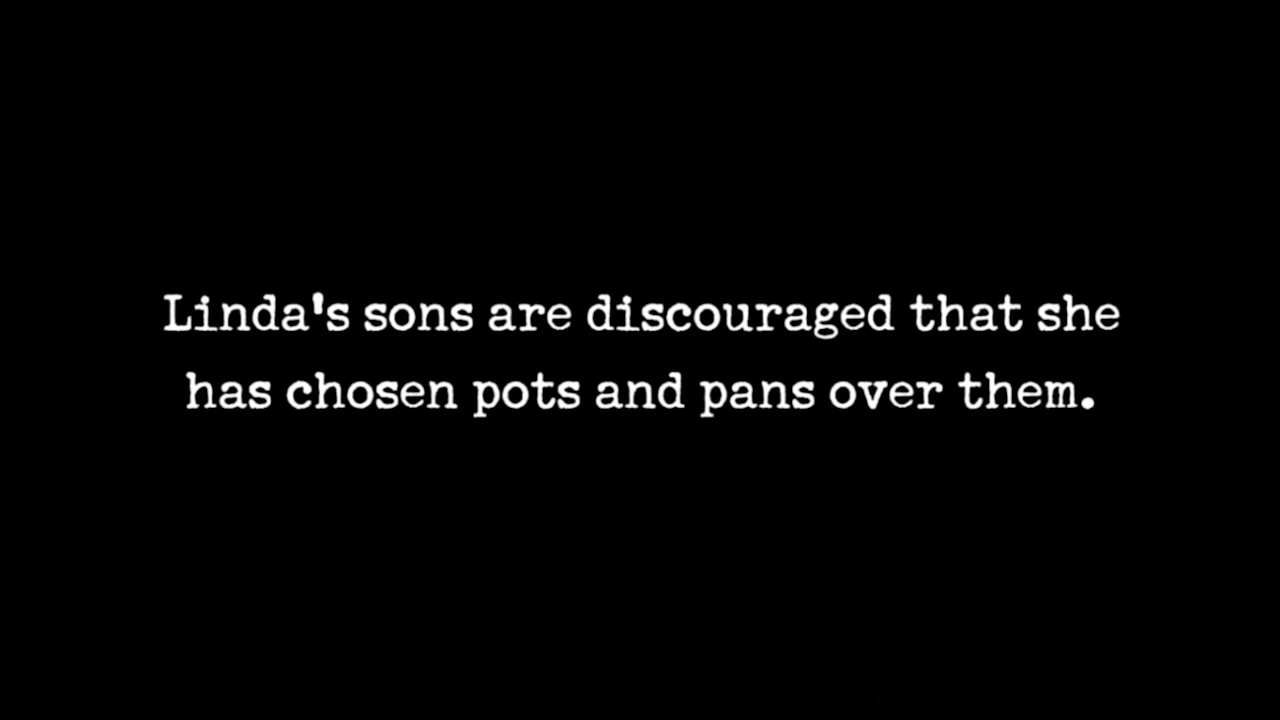 Linda's sons are discouraged that she
has chosen pots and pans over them.